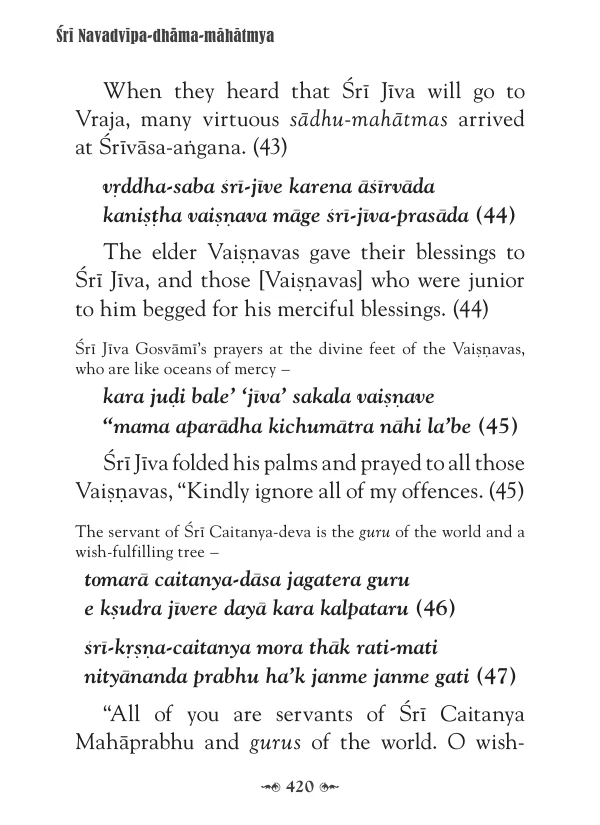 Śrī Navadvīpa-dhāma-māhātmya
When they heard that Śrī Jīva will go to
Vraja, many virtuous sādhu-mahātmas arrived
at Śrīvāsa-aṅgana. (43)
vṛddha-saba śrī-jīve karena āśīrvāda
kaniṣṭha vaiṣṇava māge śrī-jīva-prasāda (44)
The elder Vaiṣṇavas gave their blessings to
Śrī Jīva, and those [Vaiṣṇavas] who were junior
to him begged for his merciful blessings. (44)
Śrī Jīva Gosvāmī’s prayers at the divine feet of the Vaiṣṇavas,
who are like oceans of mercy –
kara juḍi bale’ ‘jīva’ sakala vaiṣṇave
“mama aparādha kichumātra nāhi la’be (45)
Śrī Jīva folded his palms and prayed to all those
Vaiṣṇavas, “Kindly ignore all of my offences. (45)
The servant of Śrī Caitanya-deva is the guru of the world and a
wish-fulfilling tree –
tomarā caitanya-dāsa jagatera guru
e kṣudra jīvere dayā kara kalpataru (46)
śrī-kṛṣṇa-caitanya mora thāk rati-mati
nityānanda prabhu ha’k janme janme gati (47)
“All of you are servants of Śrī Caitanya
Mahāprabhu and gurus of the world. O wish-
420